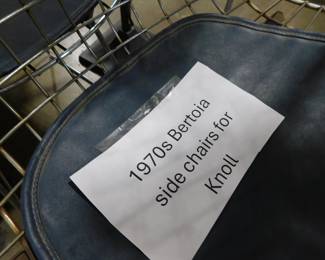 1970s Bertoia
side chairs for
Knoll